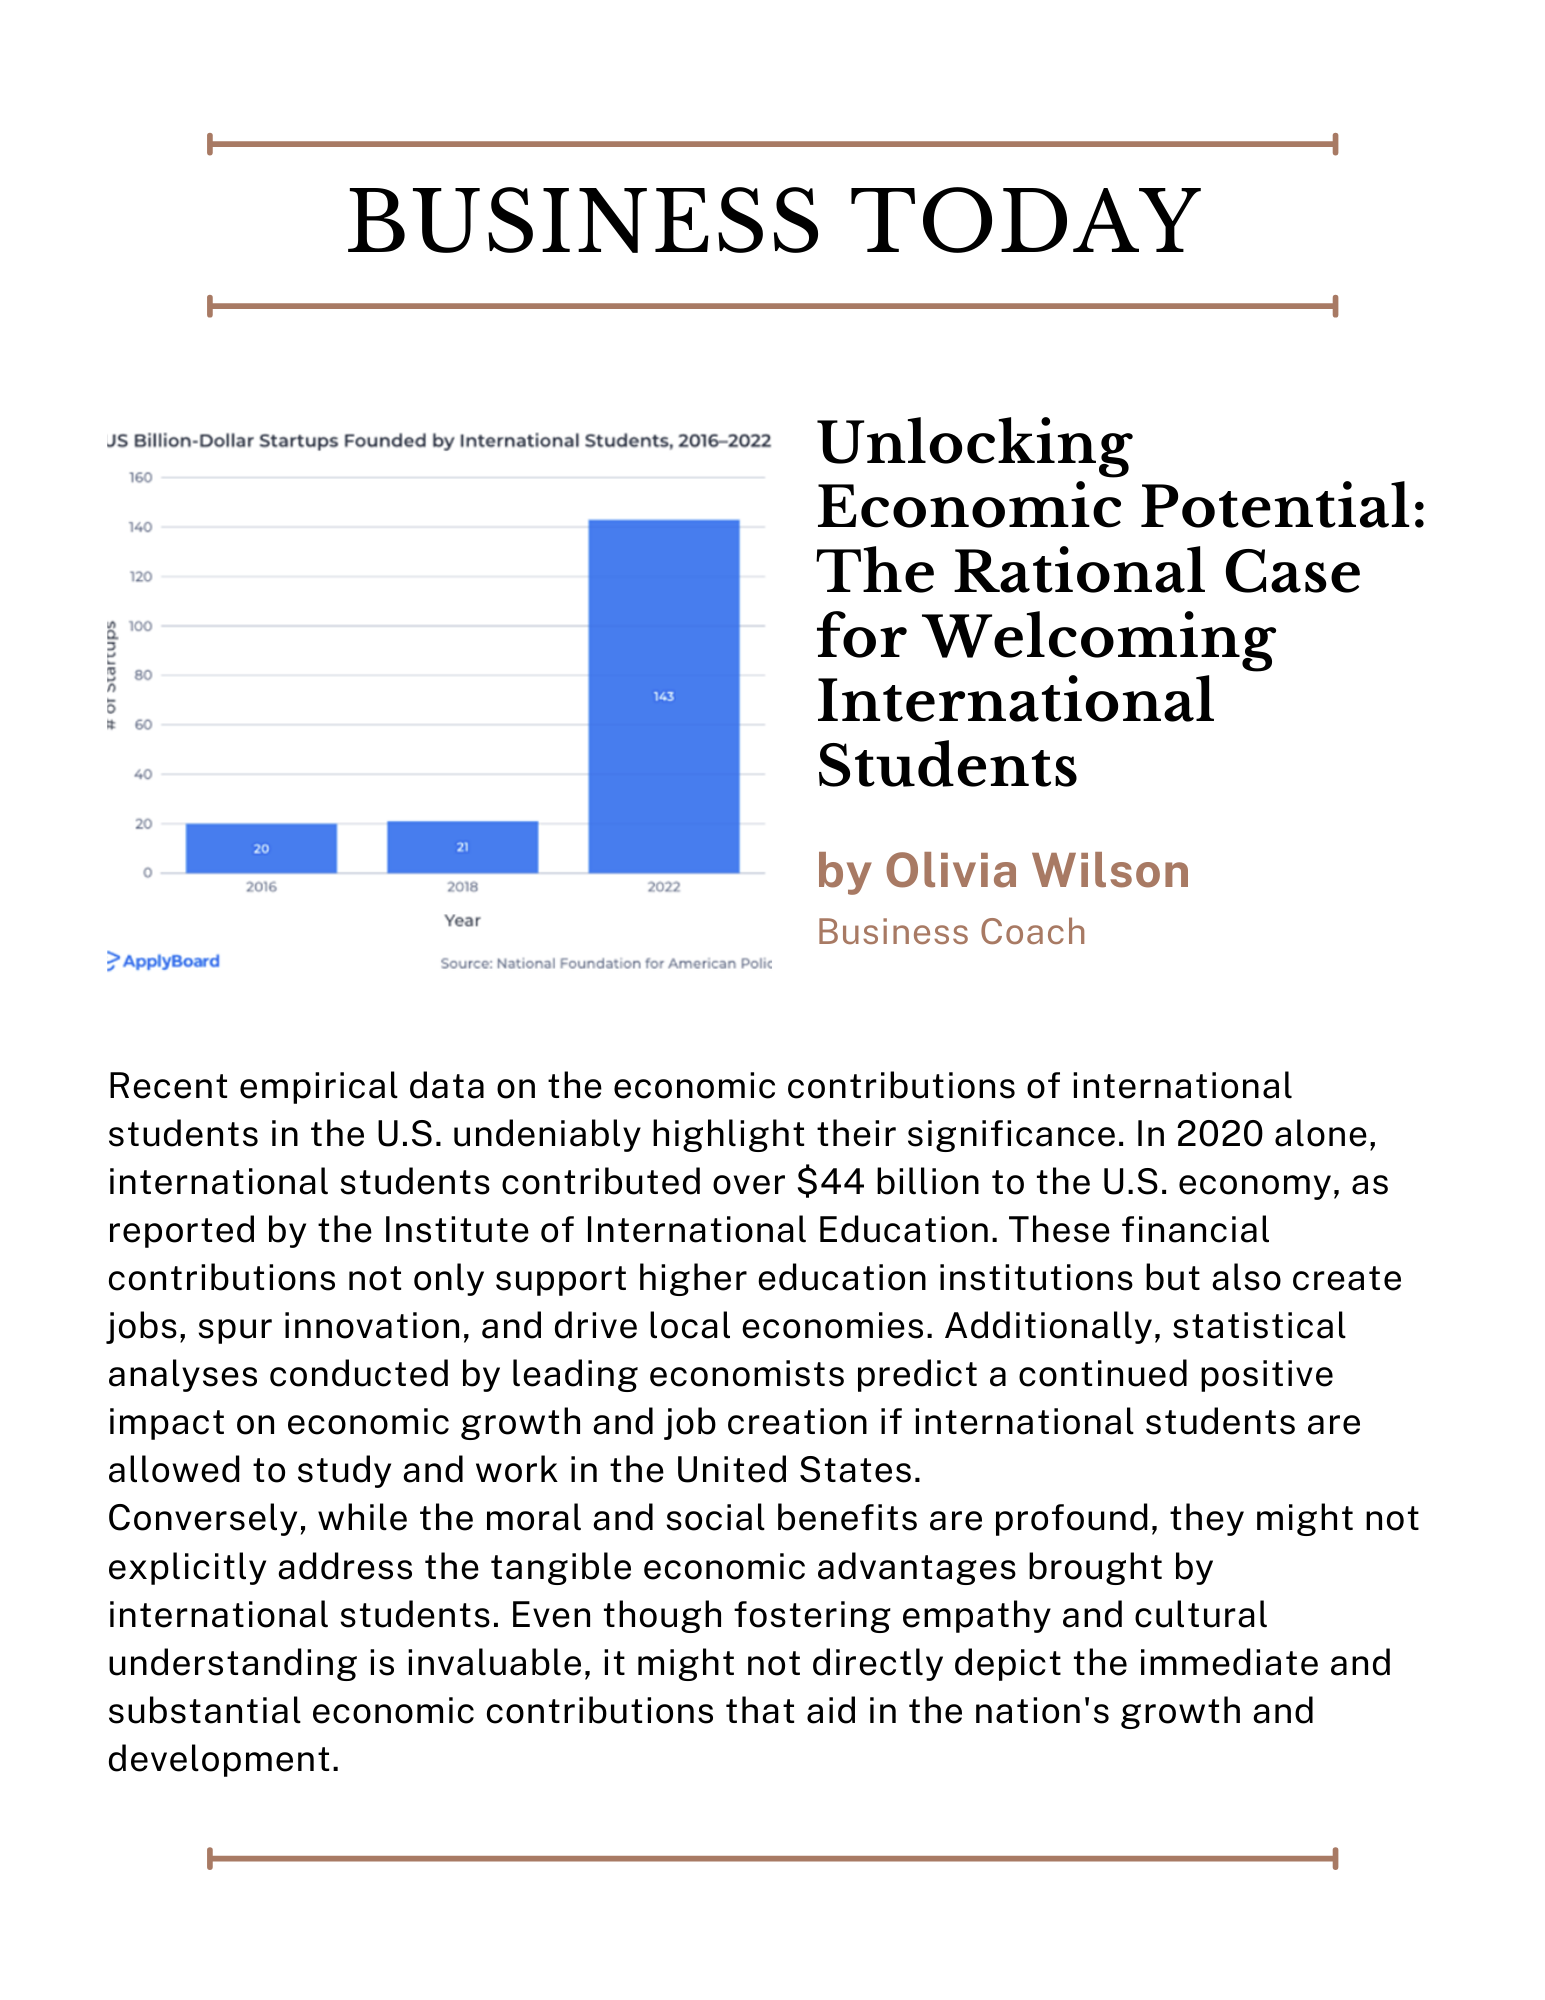 BUSINESS TODAY
US Billion-Dollar Startups Founded by International Students, 2016–2022
160
140
120
100
80
60
40
20
0
# of Startups
20
21
143
2016
2018
2022
Year
ApplyBoard
Source: National Foundation for American
Unlocking
Economic Potential:
The Rational Case
for Welcoming
International
Students
by Olivia Wilson
Business Coach
Recent empirical data on the economic contributions of international
students in the U.S. undeniably highlight their significance. In 2020 alone,
international students contributed over $44 billion to the U.S. economy, as
reported by the Institute of International Education. These financial
contributions not only support higher education institutions but also create
jobs, spur innovation, and drive local economies. Additionally, statistical
analyses conducted by leading economists predict a continued positive
impact on economic growth and job creation if international students are
allowed to study and work in the United States.
Conversely, while the moral and social benefits are profound, they might not
explicitly address the tangible economic advantages brought by
international students. Even though fostering empathy and cultural
understanding is invaluable, it might not directly depict the immediate and
substantial economic contributions that aid in the nation's growth and
development.